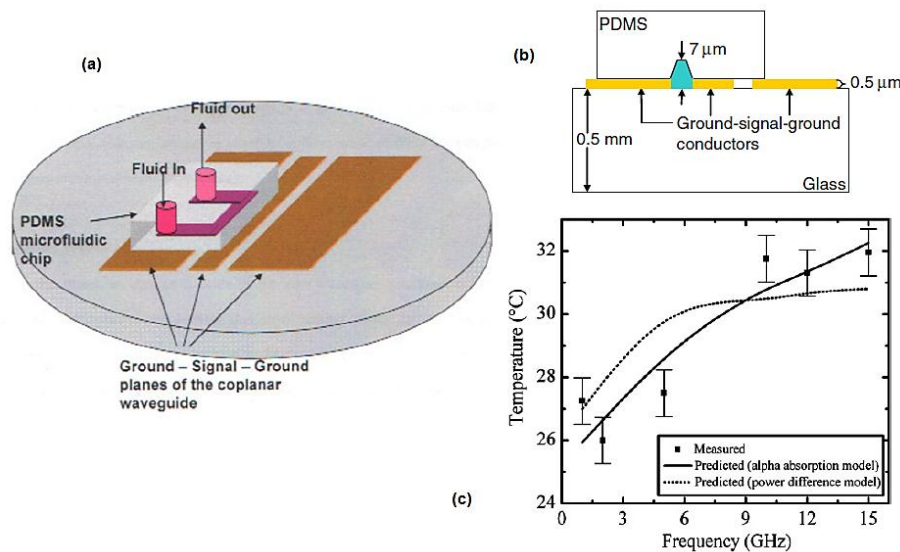 (a)
Fluid out
Fluid In
PDMS
microfluidic
chip
Ground – Signal – Ground
planes of the coplanar
waveguide
(b)
PDMS
7 μm
0.5 μm
0.5 mm
Ground-signal-ground
conductors
Glass
(c)
Temperature (°C)
32
30
28
26
24
Measured
Predicted (alpha absorption model)
Predicted (power difference model)
0 3 6 9 12 15
Frequency (GHz)